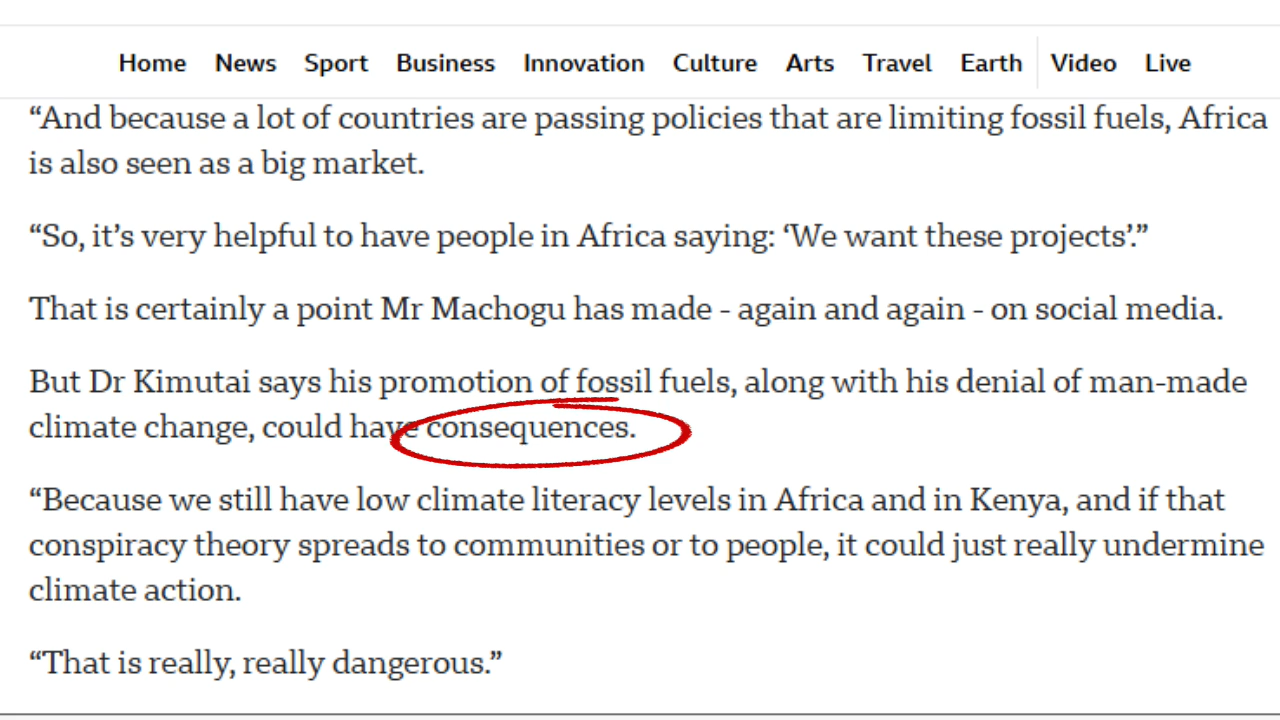 Home News Sport Business Innovation Culture Arts Travel Earth Video Live
“And because a lot of countries are passing policies that are limiting fossil fuels, Africa
is also seen as a big market.
“So, it’s very helpful to have people in Africa saying: ‘We want these projects’.”
That is certainly a point Mr Machogu has made - again and again - on social media.
But Dr Kimutai says his promotion of fossil fuels, along with his denial of man-made
climate change, could have consequences.
“Because we still have low climate literacy levels in Africa and in Kenya, and if that
conspiracy theory spreads to communities or to people, it could just really undermine
climate action.
“That is really, really dangerous.”